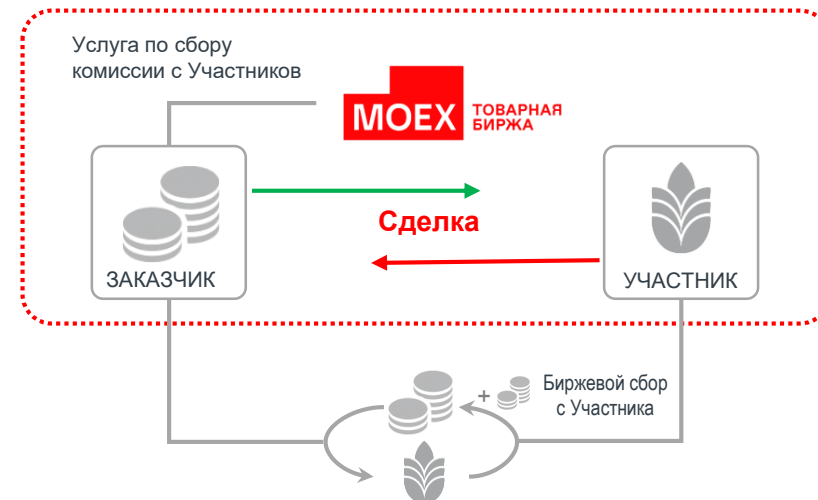 Услуга по сбору
комиссии с Участников
MOEX ТОВАРНАЯ
БИРЖА
Сделка
ЗАКАЗЧИК
УЧАСТНИК
+
Биржевой сбор
с Участника